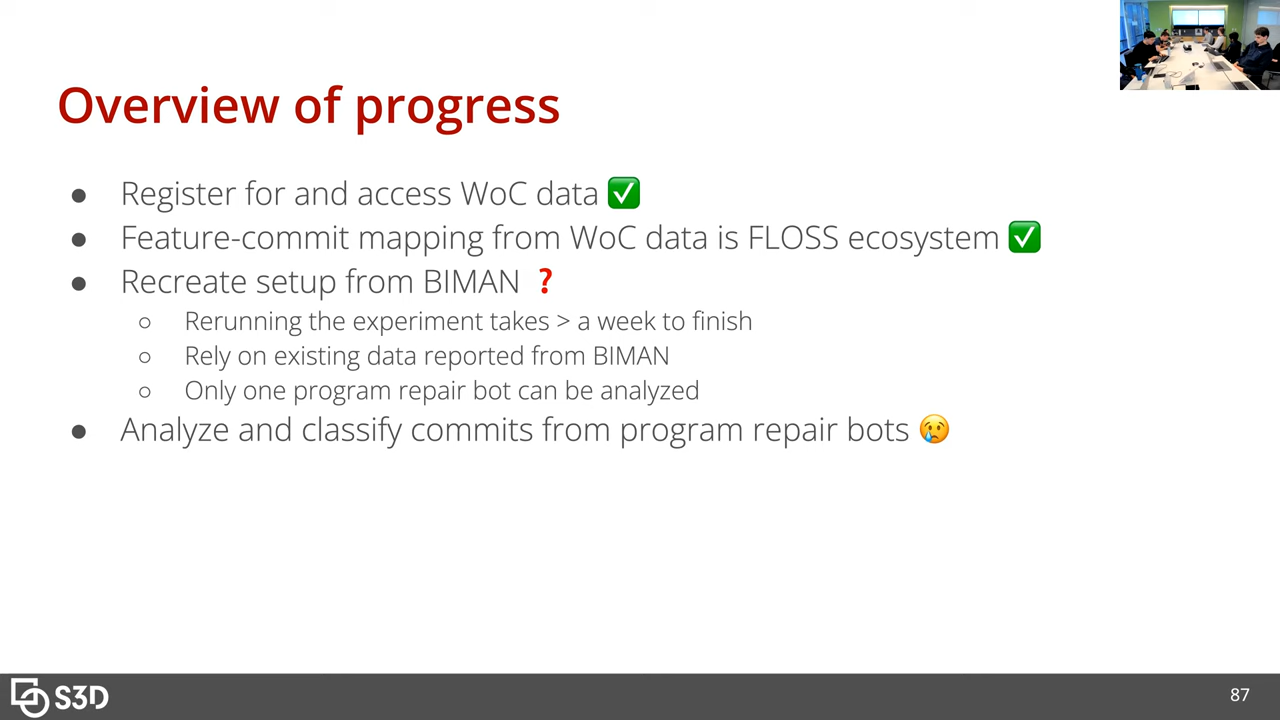 Overview of progress
● Register for and access WoC data ✅
● Feature-commit mapping from WoC data is FLOSS ecosystem ✅
● Recreate setup from BIMAN ❓
○ Rerunning the experiment takes > a week to finish
○ Rely on existing data reported from BIMAN
○ Only one program repair bot can be analyzed
● Analyze and classify commits from program repair bots 😢
S3D
87